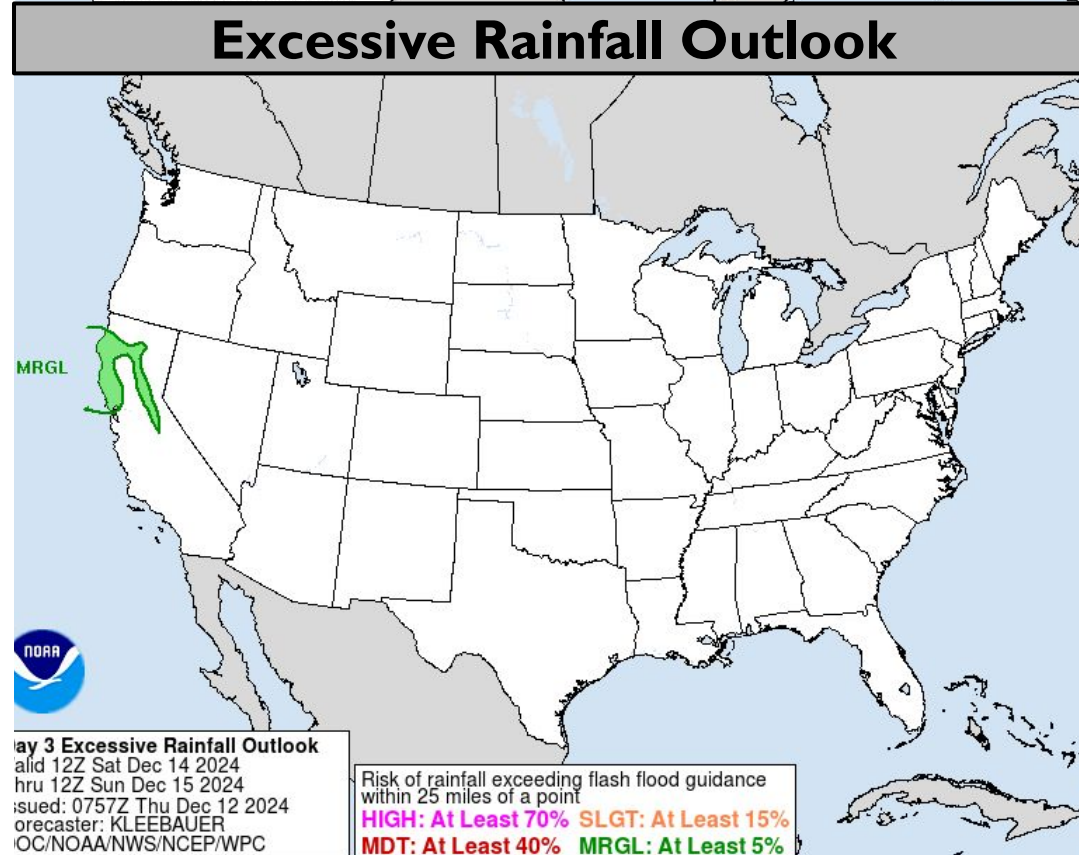 Excessive Rainfall Outlook
MRGL
NOAA
ay 3 Excessive Rainfall Outlook
alid 12Z Sat Dec 14 2024
hru 12Z Sun Dec 15 2024
ssued: 0757Z Thu Dec 12 2024
orecaster: KLEEBAUER
OC/NOAA/NWS/NCEP/WPC
Risk of rainfall exceeding flash flood guidance
within 25 miles of a point
HIGH: At Least 70% SLGT: At Least 15%
MDT: At Least 40% MRGL: At Least 5%